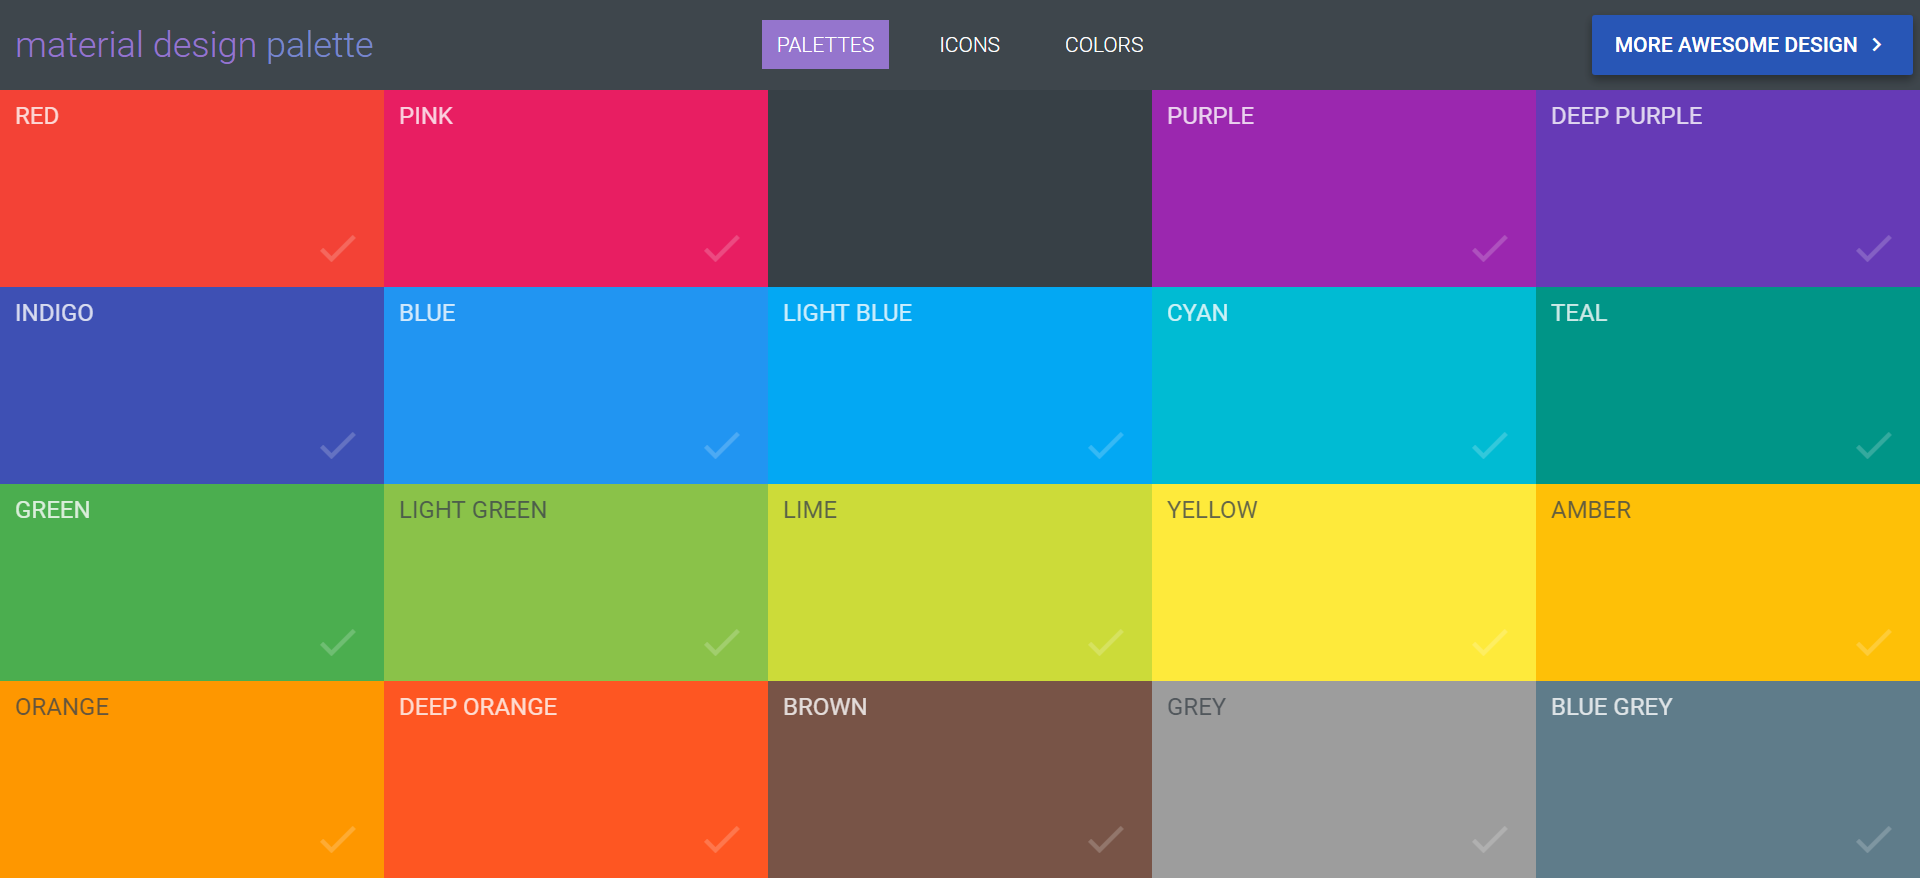 material design palette
PALETTES
ICONS
COLORS
MORE AWESOME DESIGN
RED
PINK
PURPLE
DEEP PURPLE
INDIGO
BLUE
LIGHT BLUE
CYAN
TEAL
GREEN
LIGHT GREEN
LIME
YELLOW
AMBER
ORANGE
DEEP ORANGE
BROWN
GREY
BLUE GREY